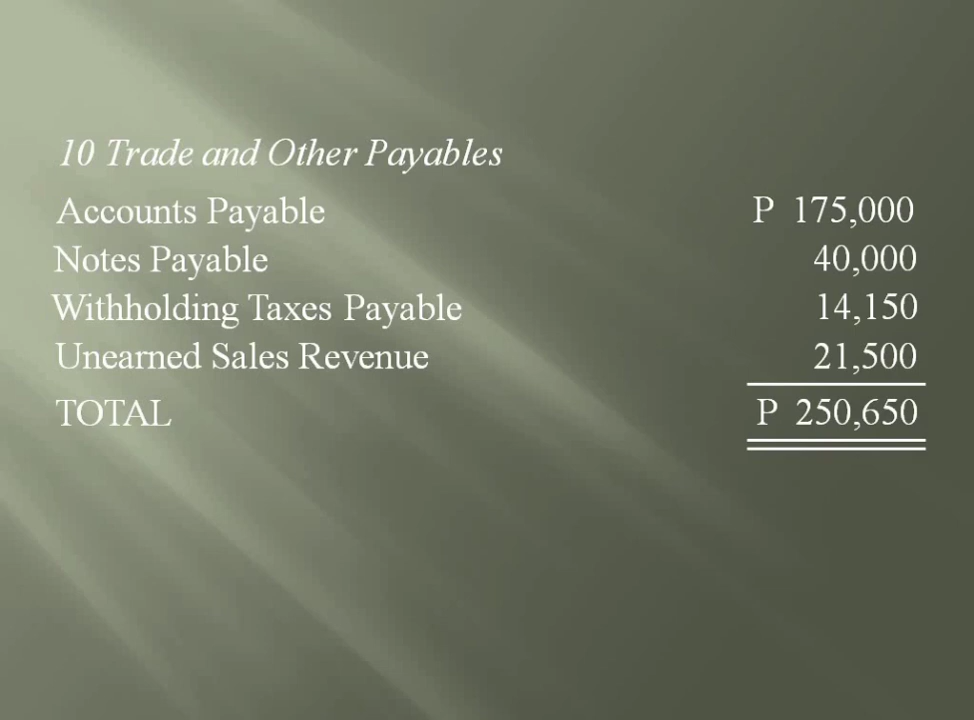 10 Trade and Other Payables
Accounts Payable P 175,000
Notes Payable 40,000
Withholding Taxes Payable 14,150
Unearned Sales Revenue 21,500
TOTAL P 250,650